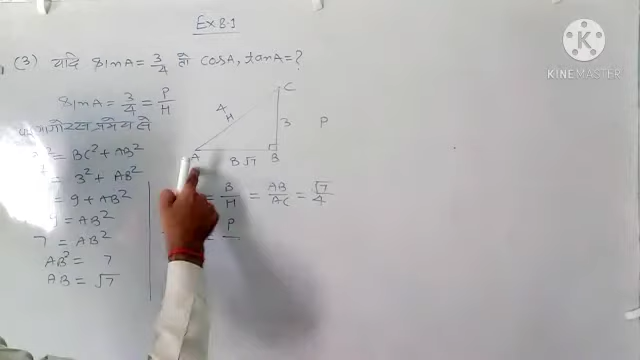 Ex 8.1
(3) यदि sinA = 3/4 हो cosA, tanA = ?
sinA = 3/4 = P/H
पाइथागोरस प्रमेय से
C
4
H
3
P
A
B √7
B
² = BC² + AB²
= 3² + AB²
= 9 + AB²
= AB²
7 = AB²
AB² = 7
AB = √7
= B/H = AB/AC = √7/4
= P/
KINEMASTER